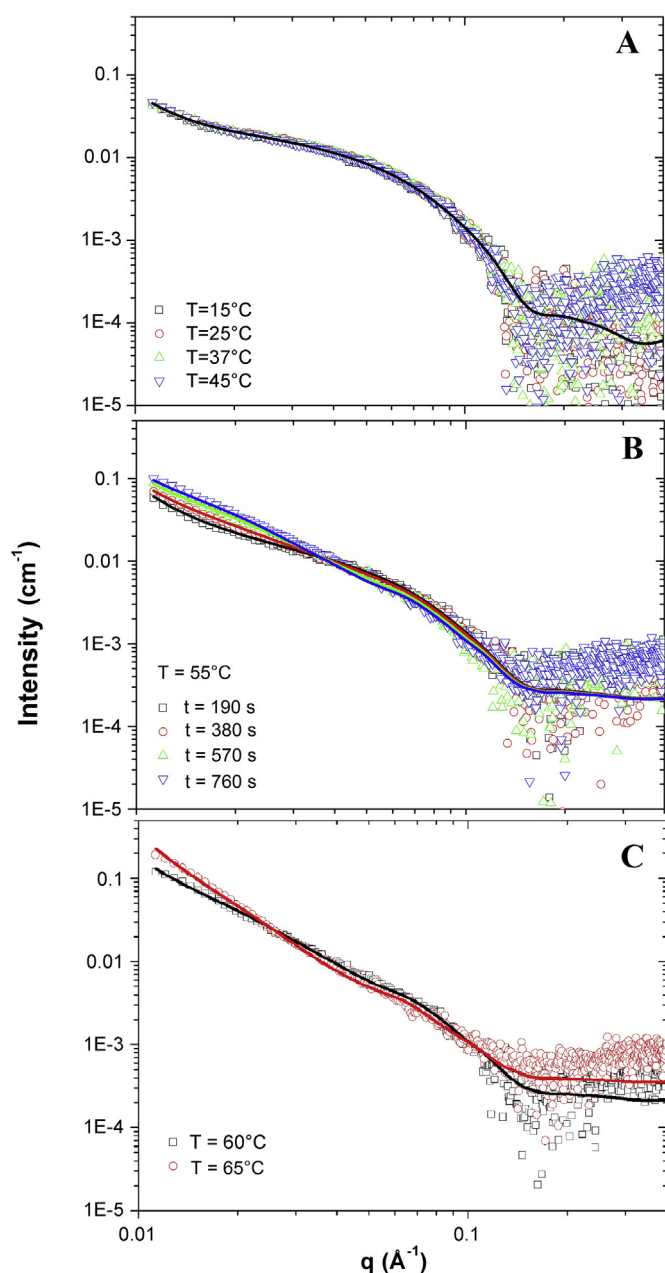 A
0.1
0.01
1E-3
1E-4
1E-5
T=15°C
T=25°C
T=37°C
T=45°C
B
0.1
0.01
1E-3
1E-4
1E-5
T = 55°C
t = 190 s
t = 380 s
t = 570 s
t = 760 s
Intensity (cm⁻¹)
C
0.1
0.01
1E-3
1E-4
1E-5
T = 60°C
T = 65°C
0.01 0.1
q (Å⁻¹)